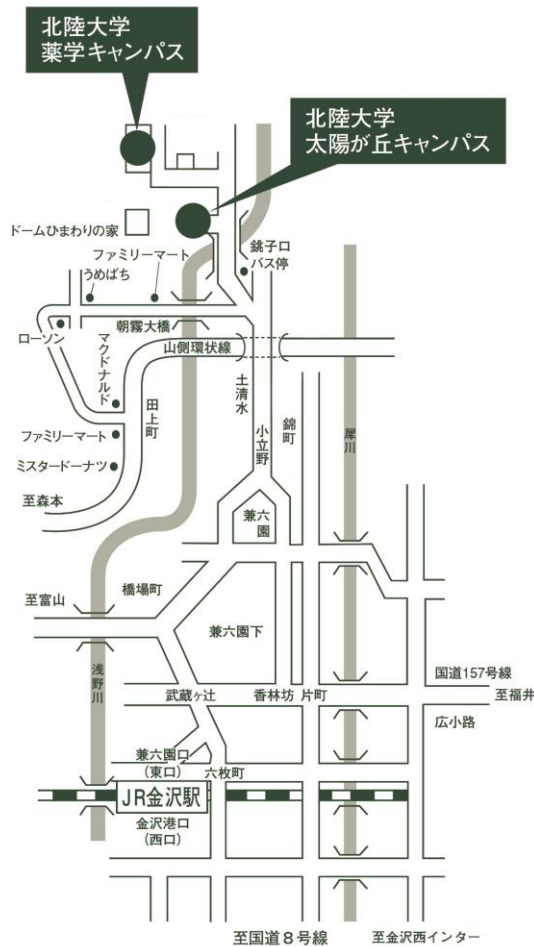 北陸大学
薬学キャンパス
北陸大学
太陽が丘キャンパス
ドームひまわりの家
ファミリーマート
うめばち
銚子口
バス停
ローソン
朝霧大橋
山側環状線
マクドナルド
田上町
土清水
小立野
錦町
犀川
ファミリーマート
ミスタードーナツ
至森本
兼六
園
橋場町
至富山
兼六園下
浅野川
国道157号線
武蔵ヶ辻
香林坊 片町
至福井
広小路
兼六園口
(東口)
六枚町
JR金沢駅
金沢港口
(西口)
至国道8号線
至金沢西インター